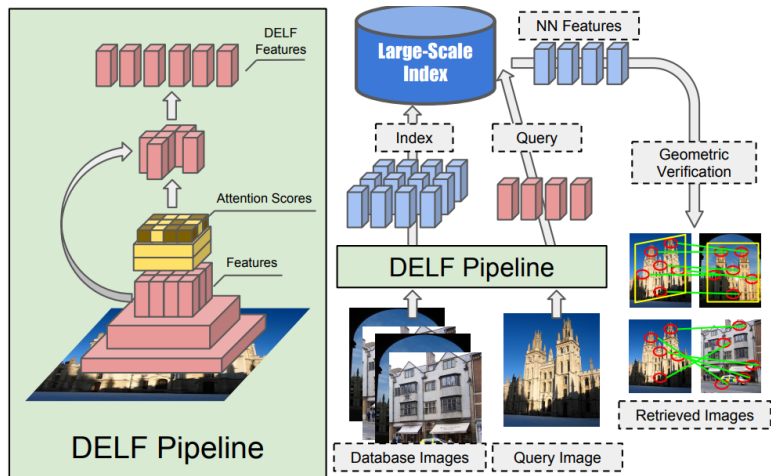 DELF
Features
Attention Scores
Features
DELF Pipeline
Large-Scale
Index
NN Features
Index
Query
Geometric
Verification
DELF Pipeline
Database Images
Query Image
Retrieved Images